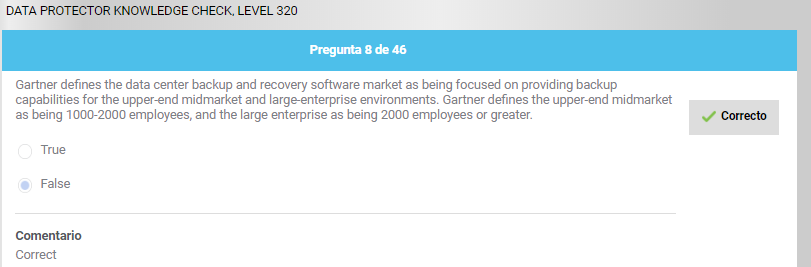 DATA PROTECTOR KNOWLEDGE CHECK, LEVEL 320
Pregunta 8 de 46
Gartner defines the data center backup and recovery software market as being focused on providing backup
capabilities for the upper-end midmarket and large-enterprise environments. Gartner defines the upper-end midmarket
as being 1000-2000 employees, and the large enterprise as being 2000 employees or greater.
Correcto
True
False
Comentario
Correct